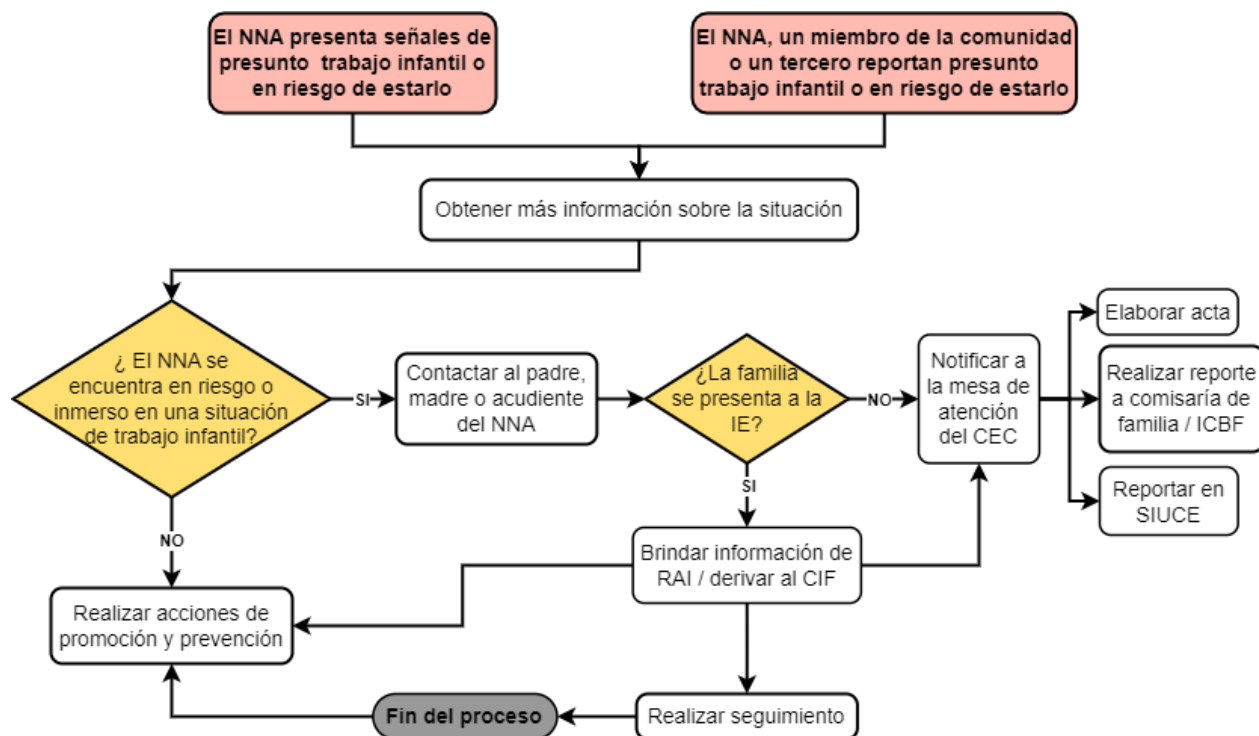 El NNA presenta señales de
presunto trabajo infantil o
en riesgo de estarlo
El NNA, un miembro de la comunidad
o un tercero reportan presunto
trabajo infantil o en riesgo de estarlo
Obtener más información sobre la situación
¿ El NNA se
encuentra en riesgo o
inmerso en una situación
de trabajo infantil?
SI
Contactar al padre,
madre o acudiente
del NNA
¿La familia
se presenta a la
IE?
NO
Notificar a
la mesa de
atención
del CEC
Elaborar acta
Realizar reporte
a comisaría de
familia / ICBF
Reportar en
SIUCE
SI
NO
Brindar información de
RAI / derivar al CIF
Realizar acciones de
promoción y prevención
Fin del proceso
Realizar seguimiento